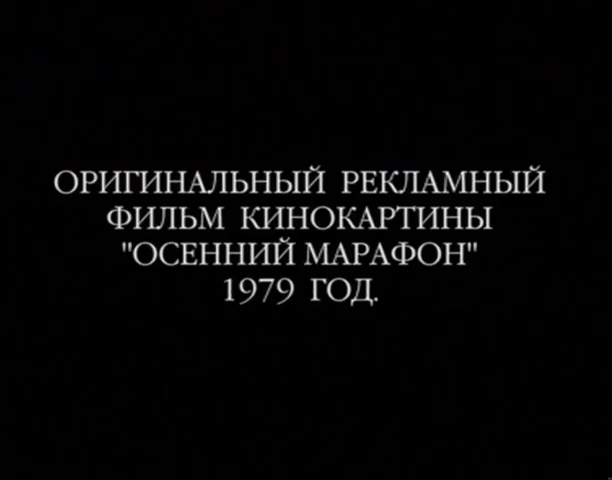 ОРИГИНАЛЬНЫЙ РЕКЛАМНЫЙ
ФИЛЬМ КИНОКАРТИНЫ
"ОСЕННИЙ МАРАФОН"
1979 ГОД.